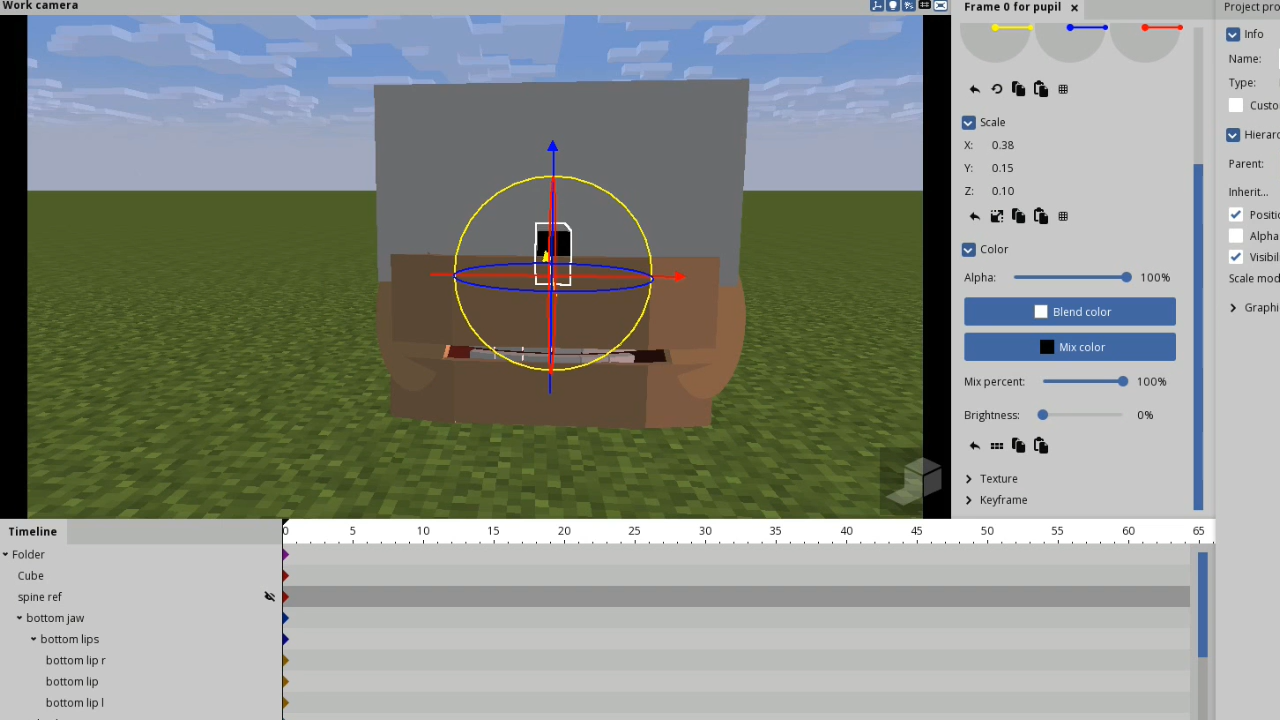 Work camera
Frame 0 for pupil
Project pro
Info
Name:
Type:
Custo
Hierarc
Parent:
Inherit...
Positio
Alpha
Visibil
Scale mod
Graphi
Scale
X: 0.38
Y: 0.15
Z: 0.10
Color
Alpha: 100%
Blend color
Mix color
Mix percent: 100%
Brightness: 0%
Texture
Keyframe
Timeline
0 5 10 15 20 25 30 35 40 45 50 55 60 65
Folder
Cube
spine ref
bottom jaw
bottom lips
bottom lip r
bottom lip
bottom lip l